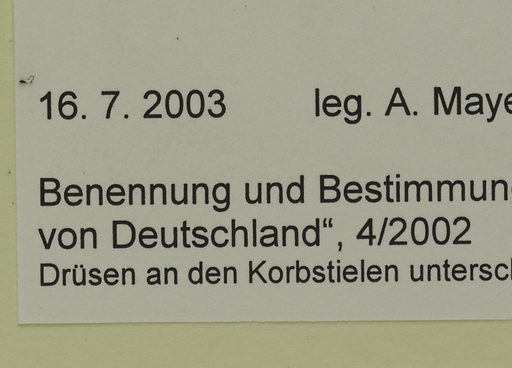 16. 7. 2003 leg. A. Maye
Benennung und Bestimmun
von Deutschland“, 4/2002
Drüsen an den Korbstielen untersc